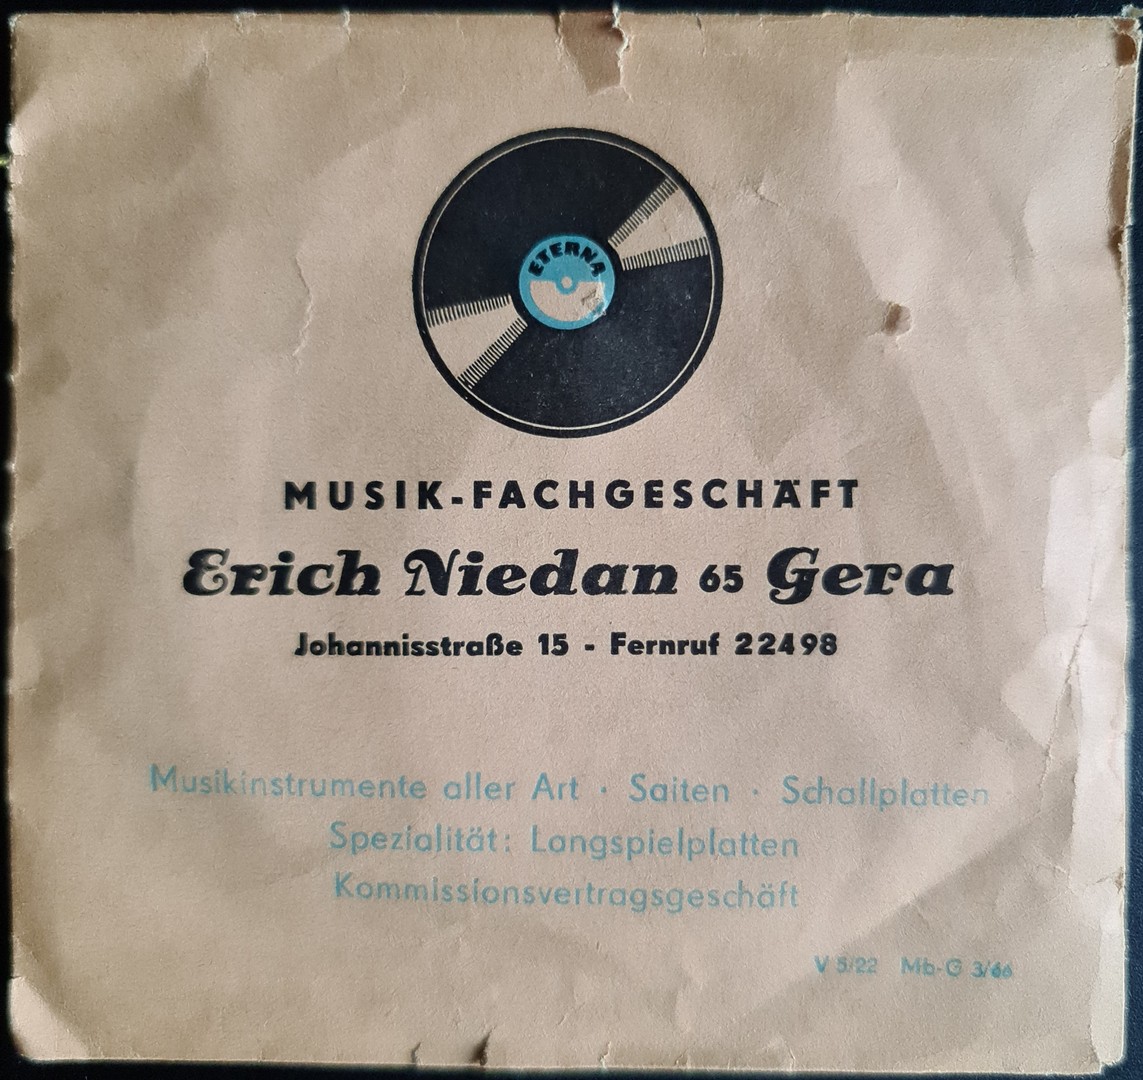 ETERNA
MUSIK-FACHGESCHÄFT
Erich Niedan 65 Gera
Johannisstraße 15 - Fernruf 22498
Musikinstrumente aller Art · Saiten · Schallplatten
Spezialität: Langspielplatten
Kommissionsvertragsgeschäft
V 5/22 Mb-G 3/66